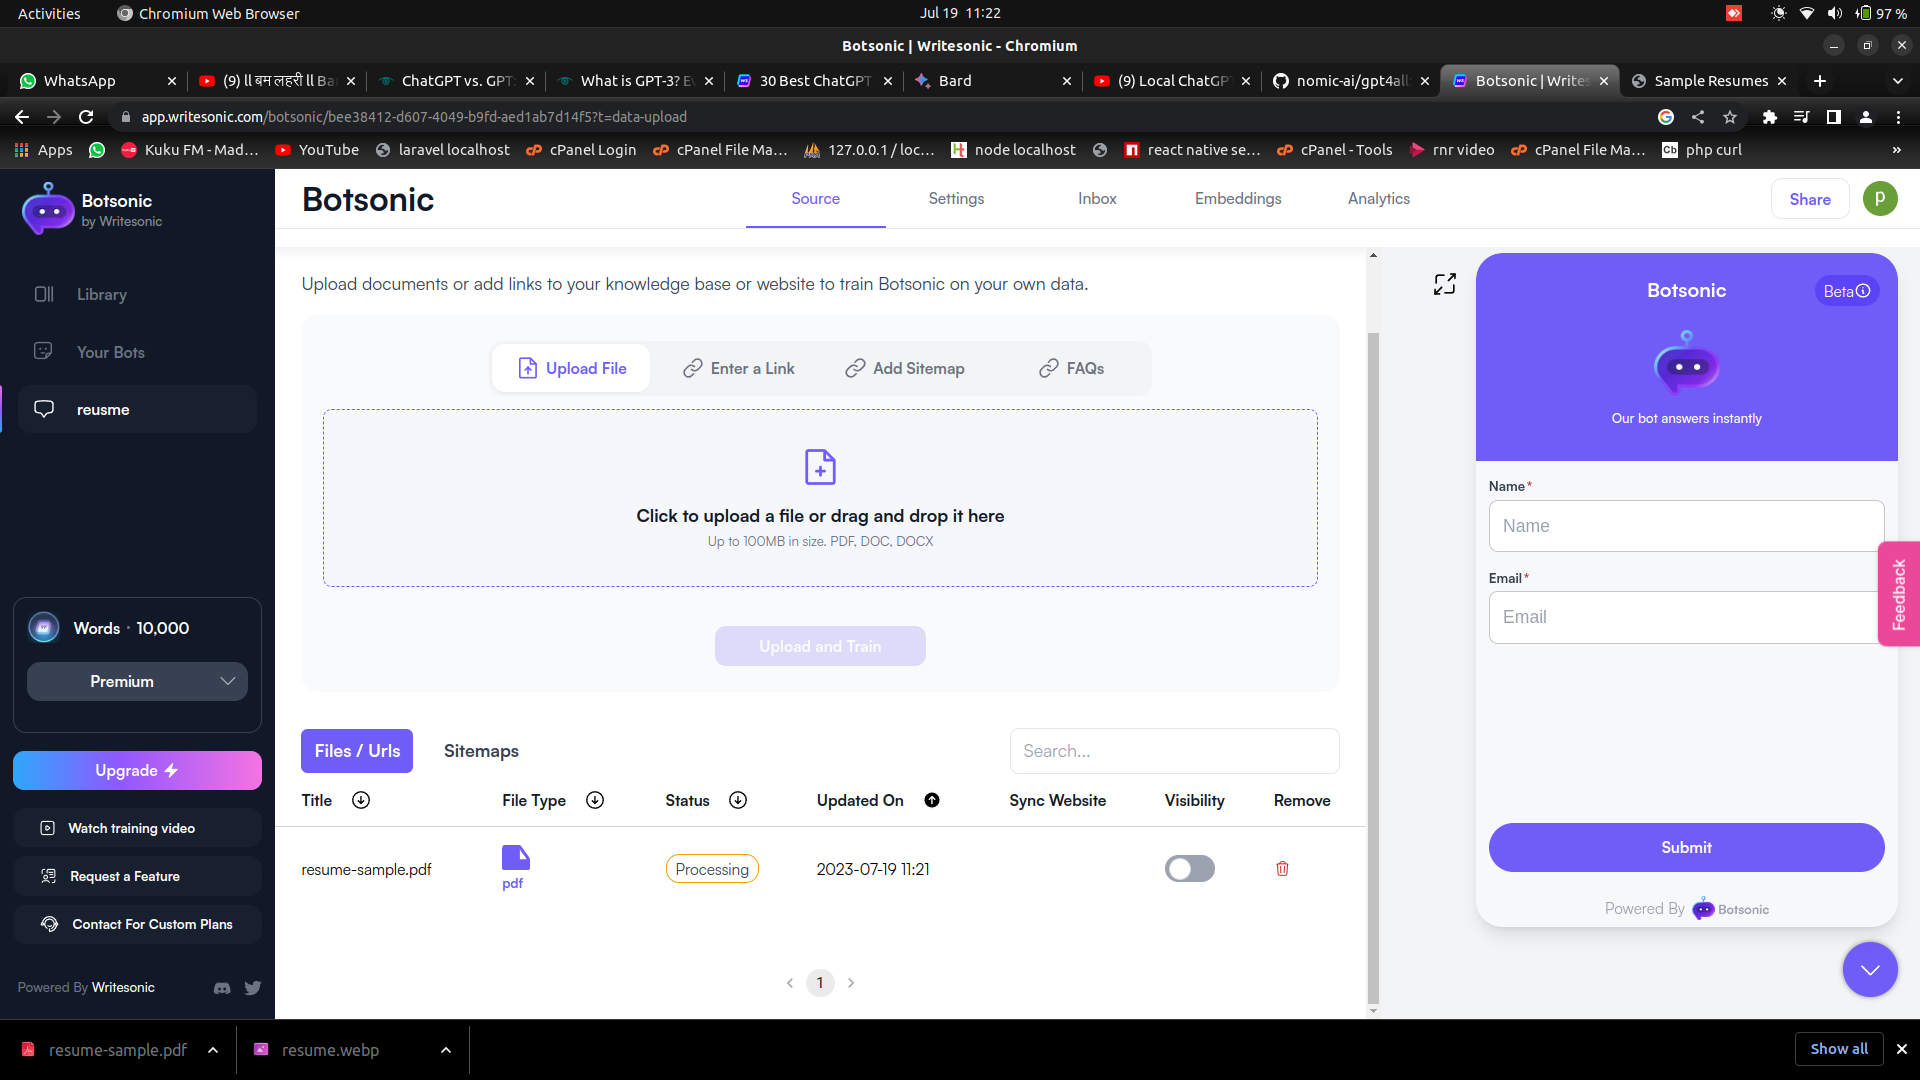 Activities Chromium Web Browser Jul 19 11:22 97 %
Botsonic | Writesonic - Chromium
WhatsApp (9) ll बम लहरी ll Ba ChatGPT vs. GPT What is GPT-3? Ev 30 Best ChatGPT Bard (9) Local ChatGP nomic-ai/gpt4all Botsonic | Writes Sample Resumes
app.writesonic.com/botsonic/bee38412-d607-4049-b9fd-aed1ab7d14f5?t=data-upload
Apps Kuku FM - Mad... YouTube laravel localhost cPanel Login cPanel File Ma... 127.0.0.1 / loc... node localhost react native se... cPanel - Tools rnr video cPanel File Ma... Cb php curl »
Botsonic
by Writesonic
Library
Your Bots
reusme
Words · 10,000
Premium
Upgrade
Watch training video
Request a Feature
Contact For Custom Plans
Powered By Writesonic
Botsonic Source Settings Inbox Embeddings Analytics Share p
Upload documents or add links to your knowledge base or website to train Botsonic on your own data.
Upload File Enter a Link Add Sitemap FAQs
Click to upload a file or drag and drop it here
Up to 100MB in size. PDF, DOC, DOCX
Upload and Train
Files / Urls Sitemaps Search...
Title File Type Status Updated On Sync Website Visibility Remove
resume-sample.pdf pdf Processing 2023-07-19 11:21
1
Botsonic Beta
Our bot answers instantly
Name*
Name
Email*
Email
Feedback
Submit
Powered By Botsonic
resume-sample.pdf resume.webp Show all